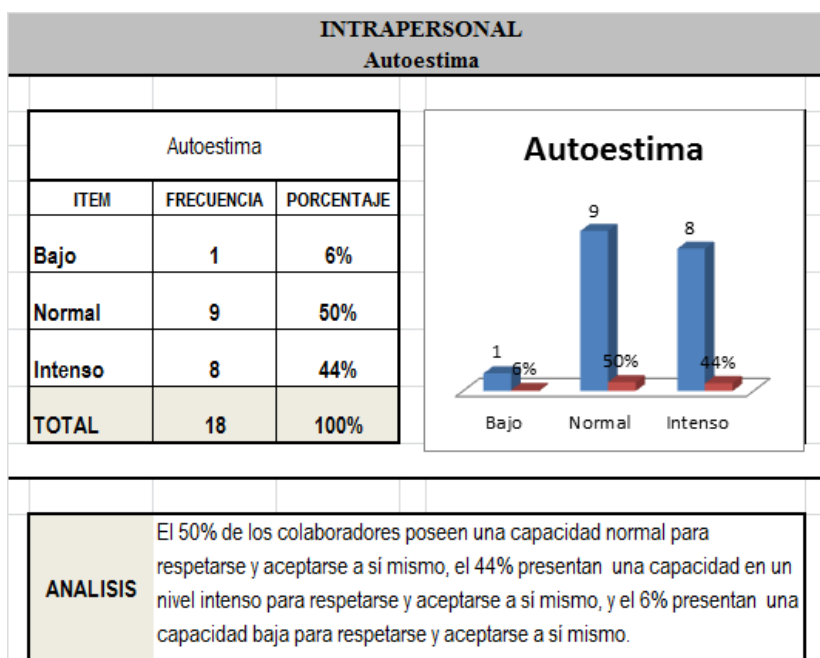 INTRAPERSONAL
Autoestima
Autoestima
ITEM FRECUENCIA PORCENTAJE
Bajo 1 6%
Normal 9 50%
Intenso 8 44%
TOTAL 18 100%
Autoestima
9
8
1
6%
50%
44%
Bajo Normal Intenso
ANALISIS
El 50% de los colaboradores poseen una capacidad normal para
respetarse y aceptarse a sí mismo, el 44% presentan una capacidad en un
nivel intenso para respetarse y aceptarse a sí mismo, y el 6% presentan una
capacidad baja para respetarse y aceptarse a sí mismo.